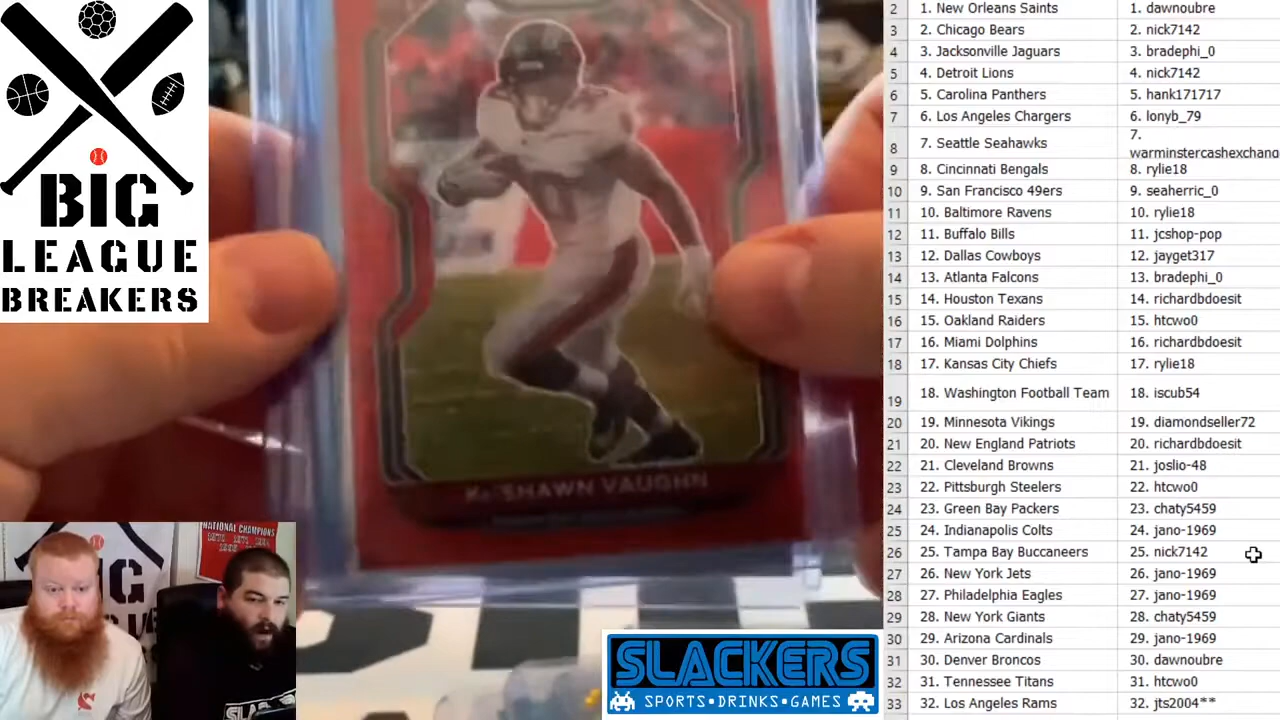 BIG
LEAGUE
BREAKERS
KE'SHAWN VAUGHN
NATIONAL CHAMPIONS
SLACKERS
SPORTS•DRINKS•GAMES
2 1. New Orleans Saints 1. dawnoubre
3 2. Chicago Bears 2. nick7142
4 3. Jacksonville Jaguars 3. bradephi_0
5 4. Detroit Lions 4. nick7142
6 5. Carolina Panthers 5. hank171717
7 6. Los Angeles Chargers 6. lonyb_79
8 7. Seattle Seahawks 7.
warminstercashexchang
9 8. Cincinnati Bengals 8. rylie18
10 9. San Francisco 49ers 9. seaherric_0
11 10. Baltimore Ravens 10. rylie18
12 11. Buffalo Bills 11. jcshop-pop
13 12. Dallas Cowboys 12. jayget317
14 13. Atlanta Falcons 13. bradephi_0
15 14. Houston Texans 14. richardbdoesit
16 15. Oakland Raiders 15. htcwo0
17 16. Miami Dolphins 16. richardbdoesit
18 17. Kansas City Chiefs 17. rylie18
19 18. Washington Football Team 18. iscub54
20 19. Minnesota Vikings 19. diamondseller72
21 20. New England Patriots 20. richardbdoesit
22 21. Cleveland Browns 21. joslio-48
23 22. Pittsburgh Steelers 22. htcwo0
24 23. Green Bay Packers 23. chaty5459
25 24. Indianapolis Colts 24. jano-1969
26 25. Tampa Bay Buccaneers 25. nick7142
27 26. New York Jets 26. jano-1969
28 27. Philadelphia Eagles 27. jano-1969
29 28. New York Giants 28. chaty5459
30 29. Arizona Cardinals 29. jano-1969
31 30. Denver Broncos 30. dawnoubre
32 31. Tennessee Titans 31. htcwo0
33 32. Los Angeles Rams 32. jts2004**